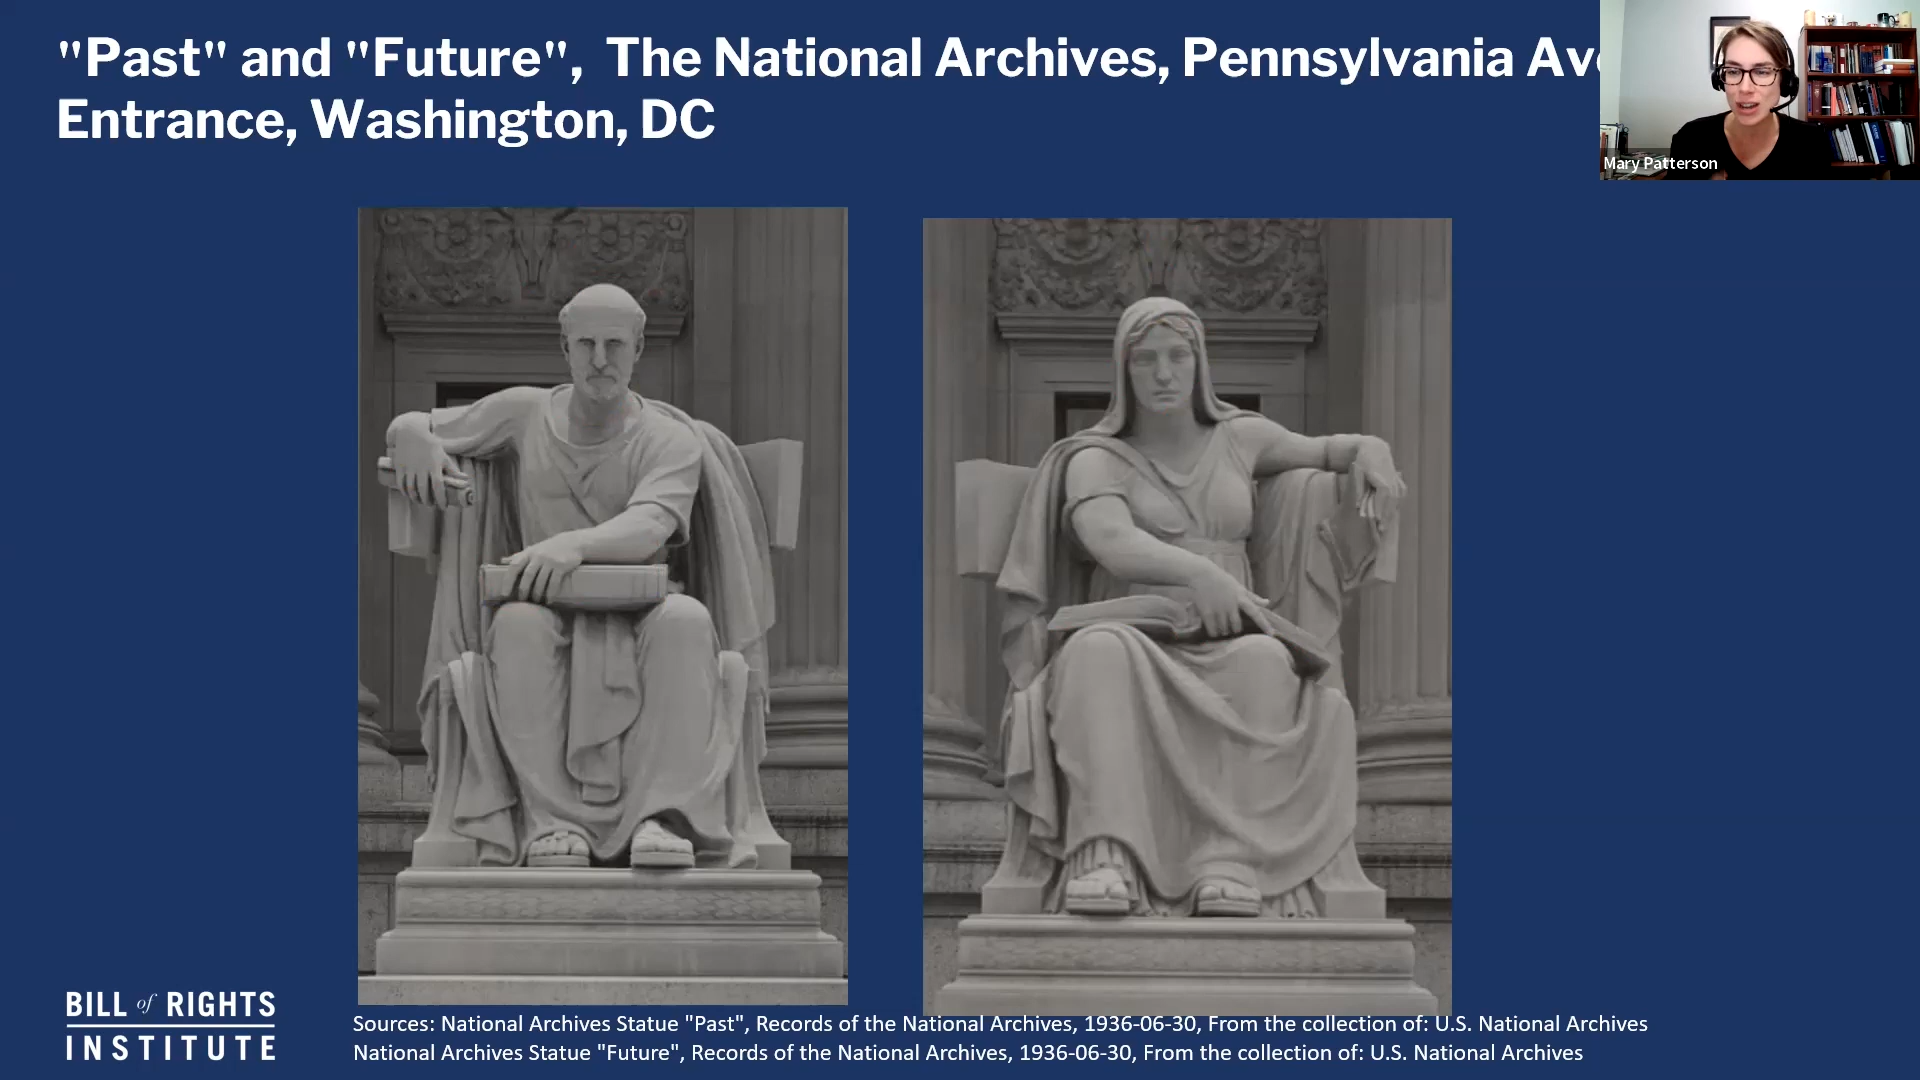 "Past" and "Future", The National Archives, Pennsylvania Ave
Entrance, Washington, DC
Mary Patterson
BILL of RIGHTS
INSTITUTE
Sources: National Archives Statue "Past", Records of the National Archives, 1936-06-30, From the collection of: U.S. National Archives
National Archives Statue "Future", Records of the National Archives, 1936-06-30, From the collection of: U.S. National Archives